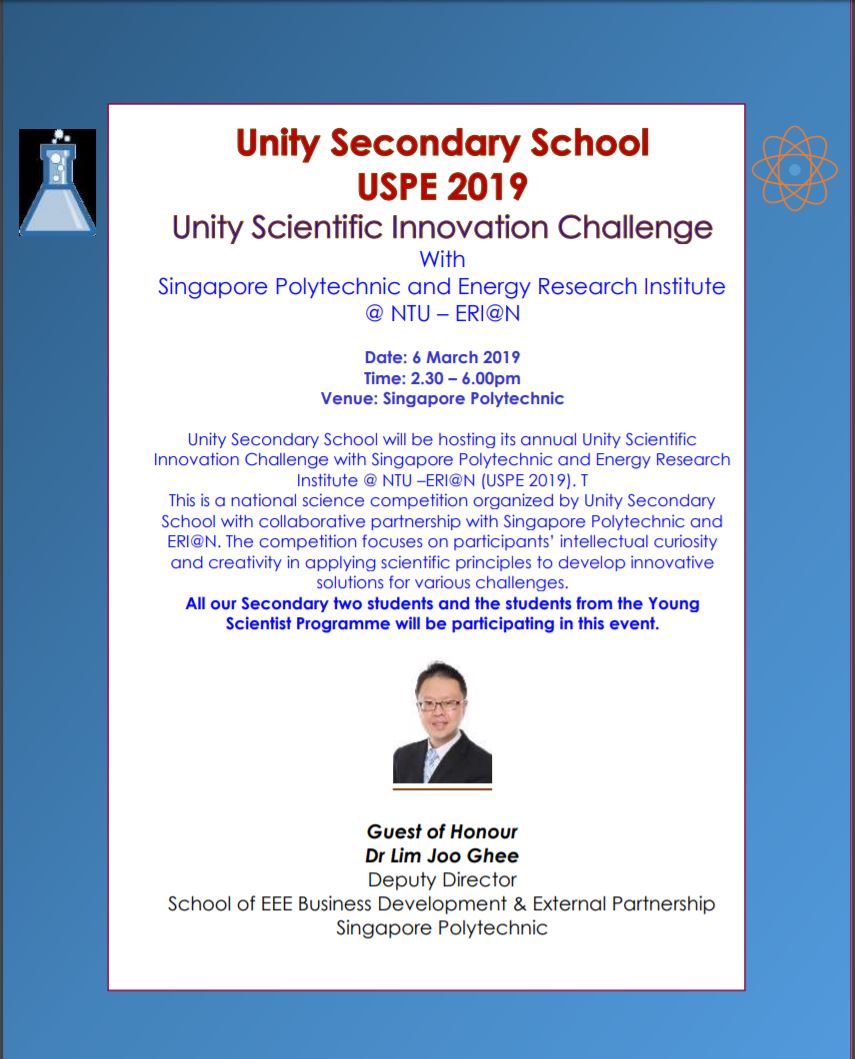 Unity Secondary School
USPE 2019
Unity Scientific Innovation Challenge
With
Singapore Polytechnic and Energy Research Institute
@ NTU – ERI@N
Date: 6 March 2019
Time: 2.30 – 6.00pm
Venue: Singapore Polytechnic
Unity Secondary School will be hosting its annual Unity Scientific
Innovation Challenge with Singapore Polytechnic and Energy Research
Institute @ NTU –ERI@N (USPE 2019). T
This is a national science competition organized by Unity Secondary
School with collaborative partnership with Singapore Polytechnic and
ERI@N. The competition focuses on participants’ intellectual curiosity
and creativity in applying scientific principles to develop innovative
solutions for various challenges.
All our Secondary two students and the students from the Young
Scientist Programme will be participating in this event.
Guest of Honour
Dr Lim Joo Ghee
Deputy Director
School of EEE Business Development & External Partnership
Singapore Polytechnic